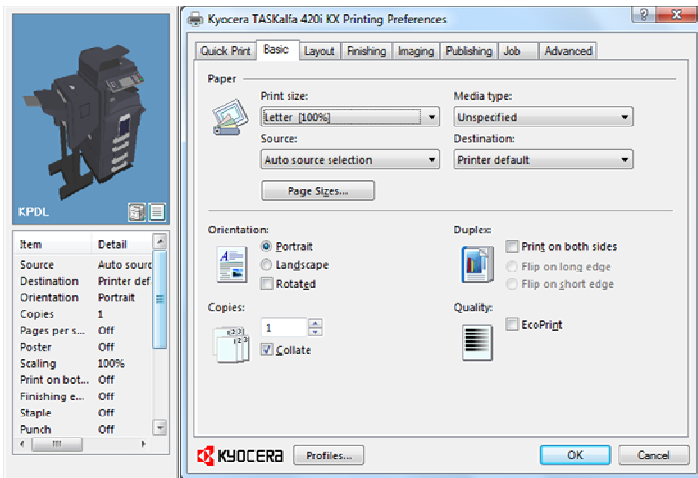 Kyocera TASKalfa 420i KX Printing Preferences
Quick Print Basic Layout Finishing Imaging Publishing Job Advanced
Paper
Print size: Media type:
Letter [100%] Unspecified
Source: Destination:
Auto source selection Printer default
Page Sizes...
KPDL
Item Detail
Source Auto sourc
Destination Printer def
Orientation Portrait
Copies 1
Pages per s... Off
Poster Off
Scaling 100%
Print on bot... Off
Finishing e... Off
Staple Off
Punch Off
Orientation: Duplex:
Portrait Print on both sides
Landscape Flip on long edge
Rotated Flip on short edge
Copies: Quality:
1 EcoPrint
Collate
KYOCERA Profiles... OK Cancel